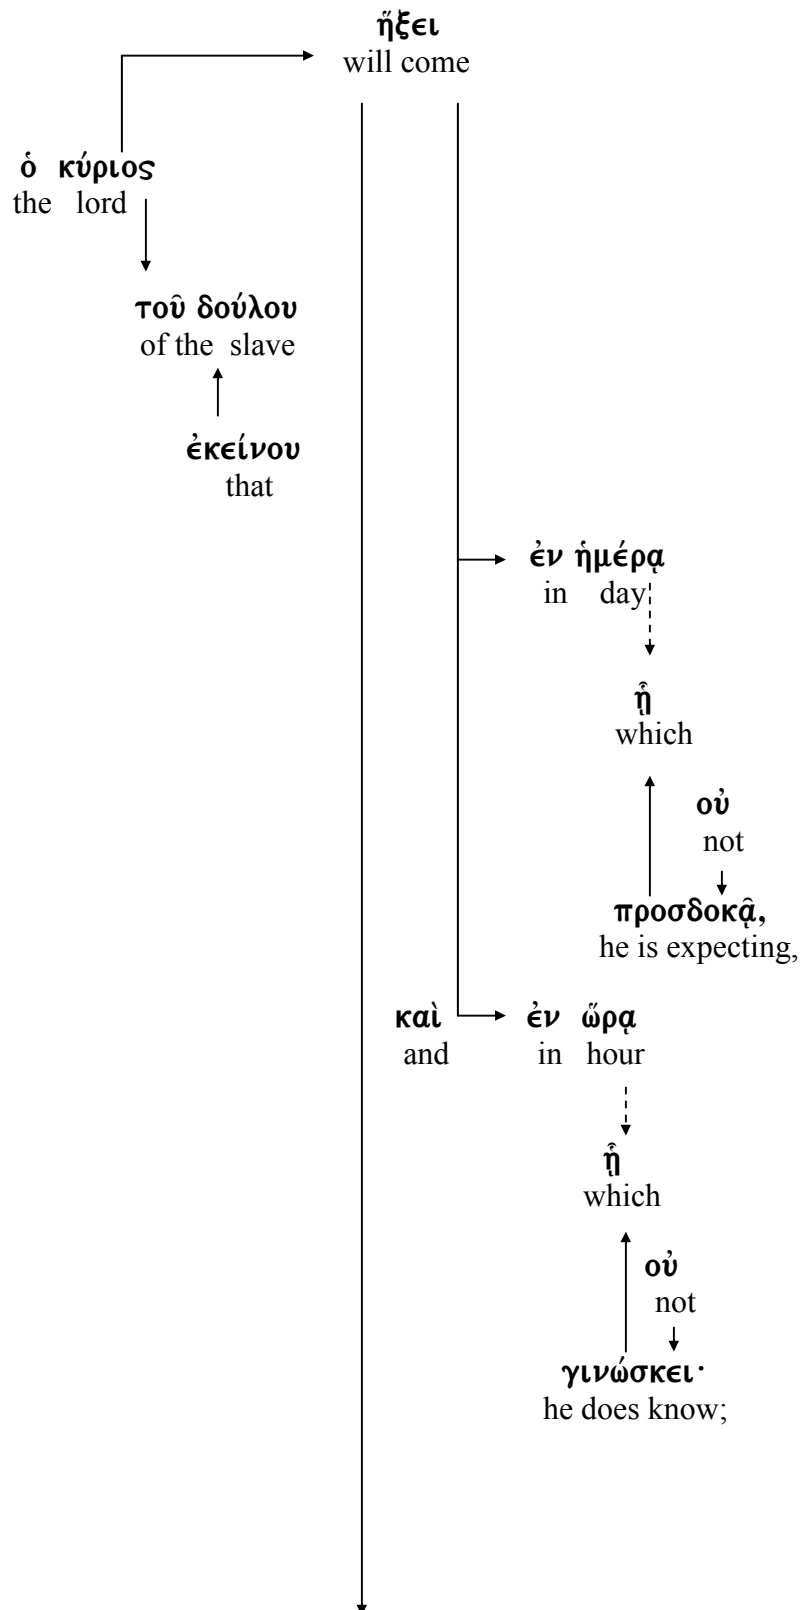 ἥξει
will come
ὁ κύριος
the lord
τοῦ δούλου
of the slave
ἐκείνου
that
ἐν ἡμέρᾳ
in day
ᾗ
which
οὐ
not
προσδοκᾷ,
he is expecting,
καὶ ἐν ὥρᾳ
and in hour
ᾗ
which
οὐ
not
γινώσκει·
he does know;